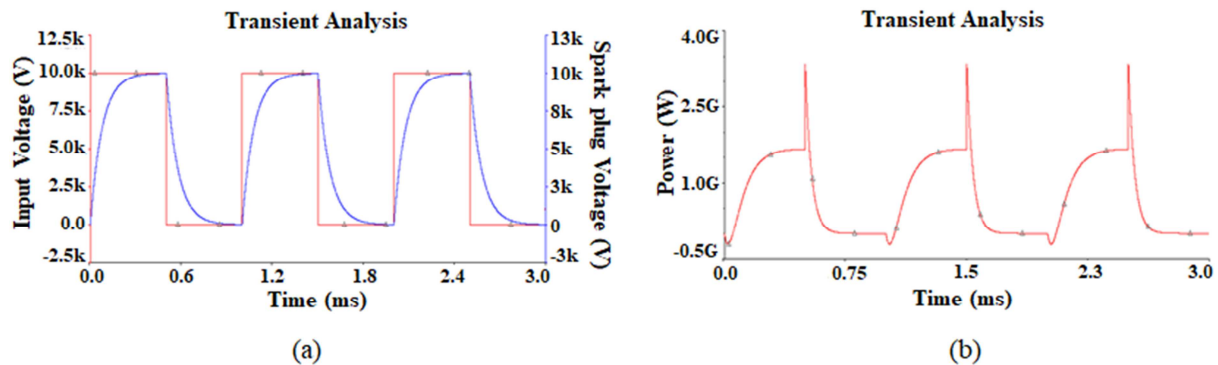 Transient Analysis
12.5k
10.0k
7.5k
5.0k
2.5k
0.0
-2.5k
Input Voltage (V)
13k
10k
8k
5k
3k
0
-3k
Spark plug Voltage (V)
0.0
0.6
1.2
1.8
2.4
3.0
Time (ms)
(a)
Transient Analysis
4.0G
2.5G
1.0G
-0.5G
Power (W)
0.0
0.75
1.5
2.3
3.0
Time (ms)
(b)